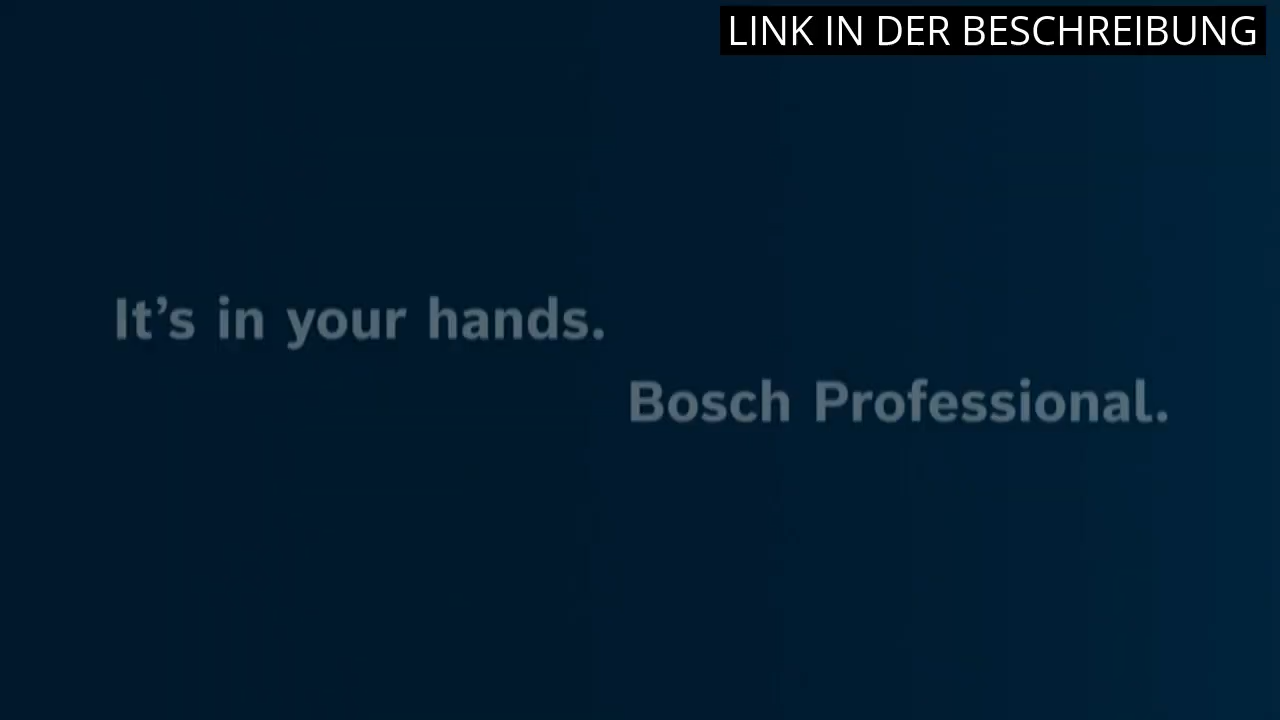 LINK IN DER BESCHREIBUNG
It’s in your hands.
Bosch Professional.